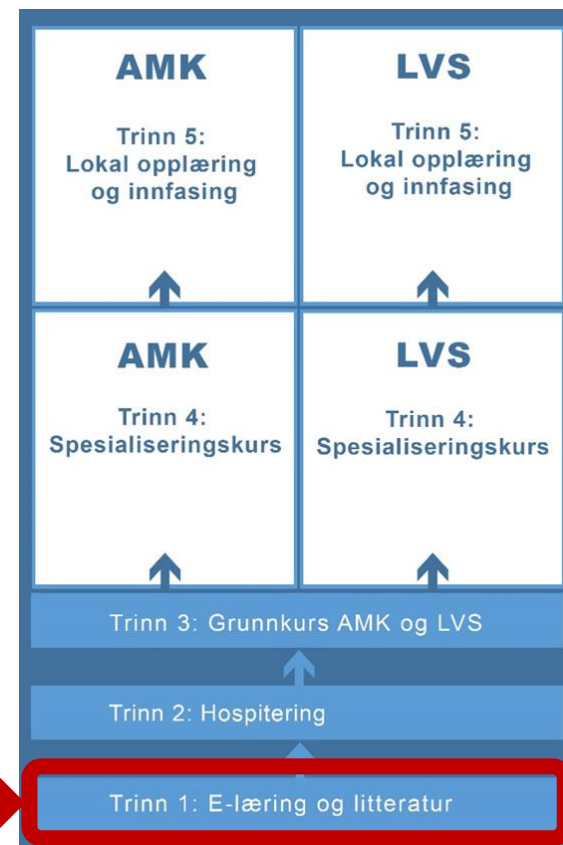 AMK
Trinn 5:
Lokal opplæring
og innfasing
LVS
Trinn 5:
Lokal opplæring
og innfasing
AMK
Trinn 4:
Spesialiseringskurs
LVS
Trinn 4:
Spesialiseringskurs
Trinn 3: Grunnkurs AMK og LVS
Trinn 2: Hospitering
Trinn 1: E-læring og litteratur